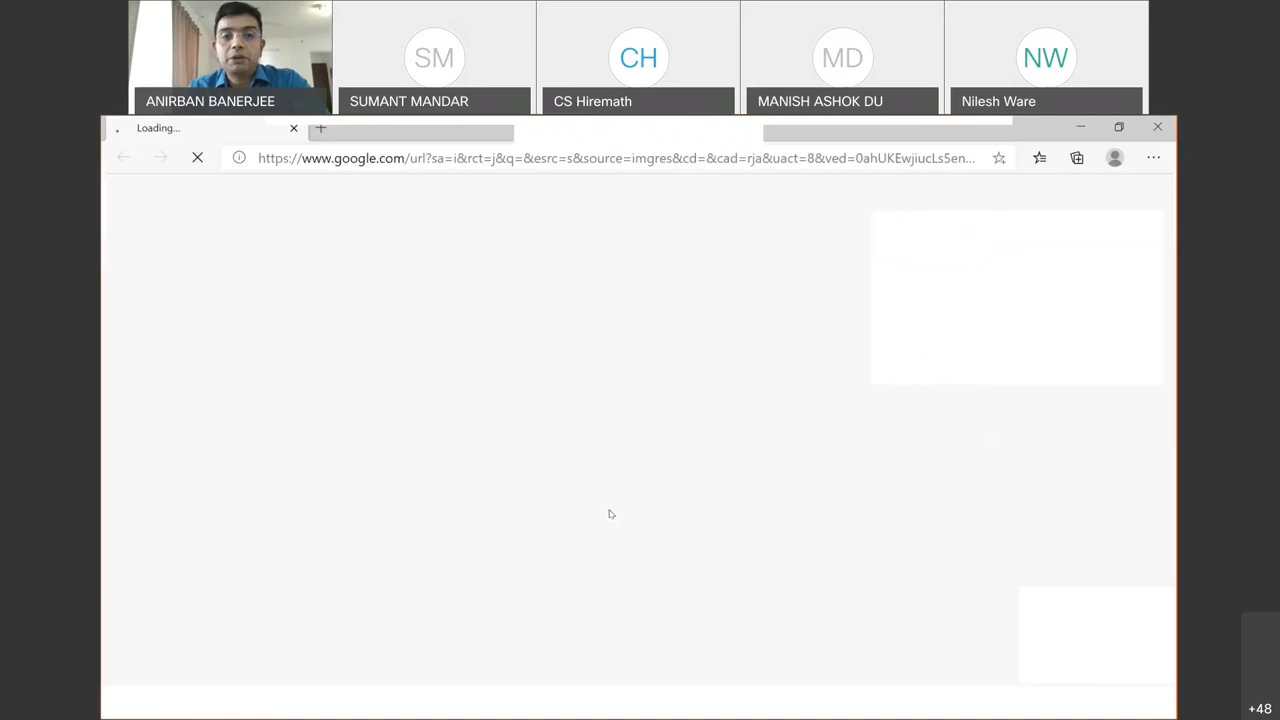 SM
CH
MD
NW
ANIRBAN BANERJEE
SUMANT MANDAR
CS Hiremath
MANISH ASHOK DU
Nilesh Ware
Loading...
https://www.google.com/url?sa=i&rct=j&q=&esrc=s&source=imgres&cd=&cad=rja&uact=8&ved=0ahUKEwjiucLs5en...
+48